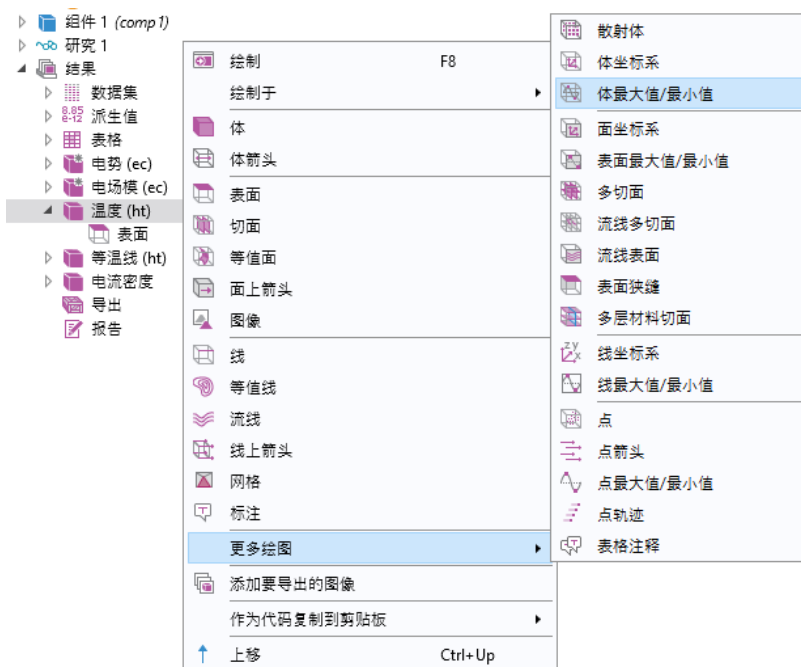 组件 1 (comp1)
研究 1
结果
数据集
8.85
e-12
派生值
表格
电势 (ec)
电场模 (ec)
温度 (ht)
表面
等温线 (ht)
电流密度
导出
报告
绘制 F8
绘制于
体
体箭头
表面
切面
等值面
面上箭头
图像
线
等值线
流线
线上箭头
网格
标注
更多绘图
添加要导出的图像
作为代码复制到剪贴板
上移 Ctrl+Up
散射体
体坐标系
体最大值/最小值
面坐标系
表面最大值/最小值
多切面
流线多切面
流线表面
表面狭缝
多层材料切面
zy
x
线坐标系
线最大值/最小值
点
点箭头
点最大值/最小值
点轨迹
表格注释